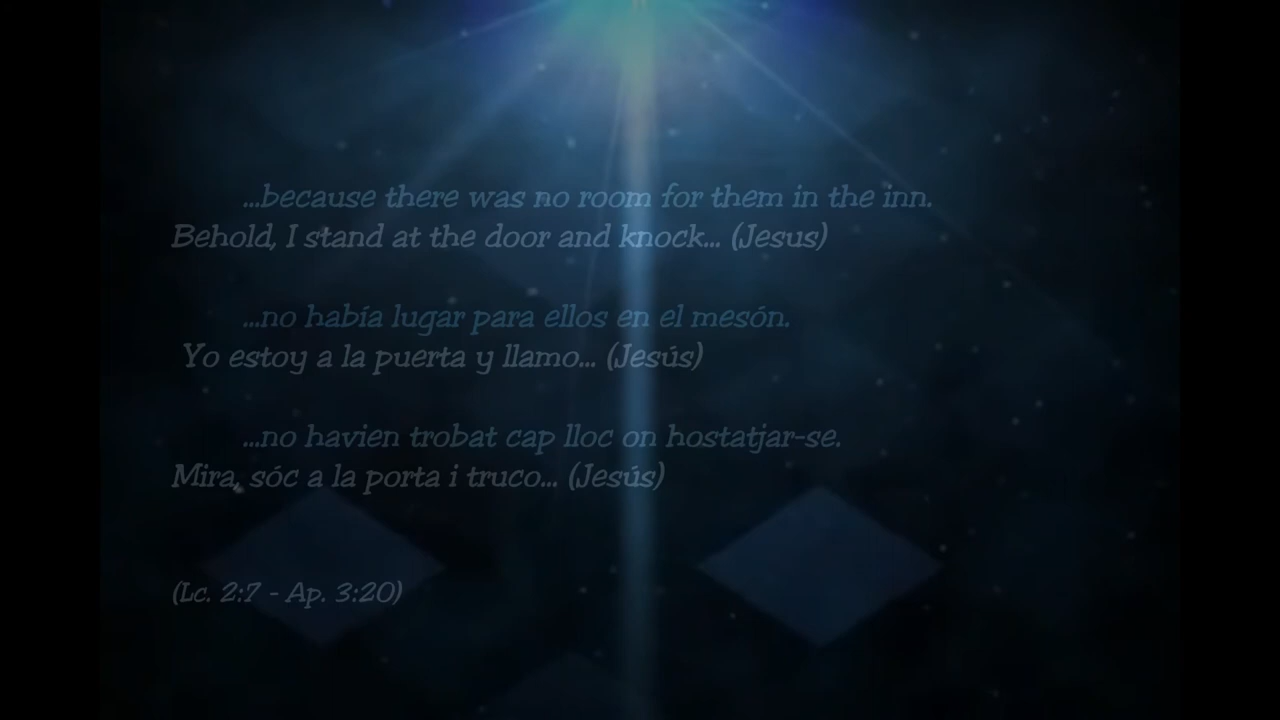 ...because there was no room for them in the inn.
Behold, I stand at the door and knock... (Jesus)
...no había lugar para ellos en el mesón.
Yo estoy a la puerta y llamo... (Jesús)
...no havien trobat cap lloc on hostatjar-se.
Mira, sóc a la porta i truco... (Jesús)
(Lc. 2:7 - Ap. 3:20)